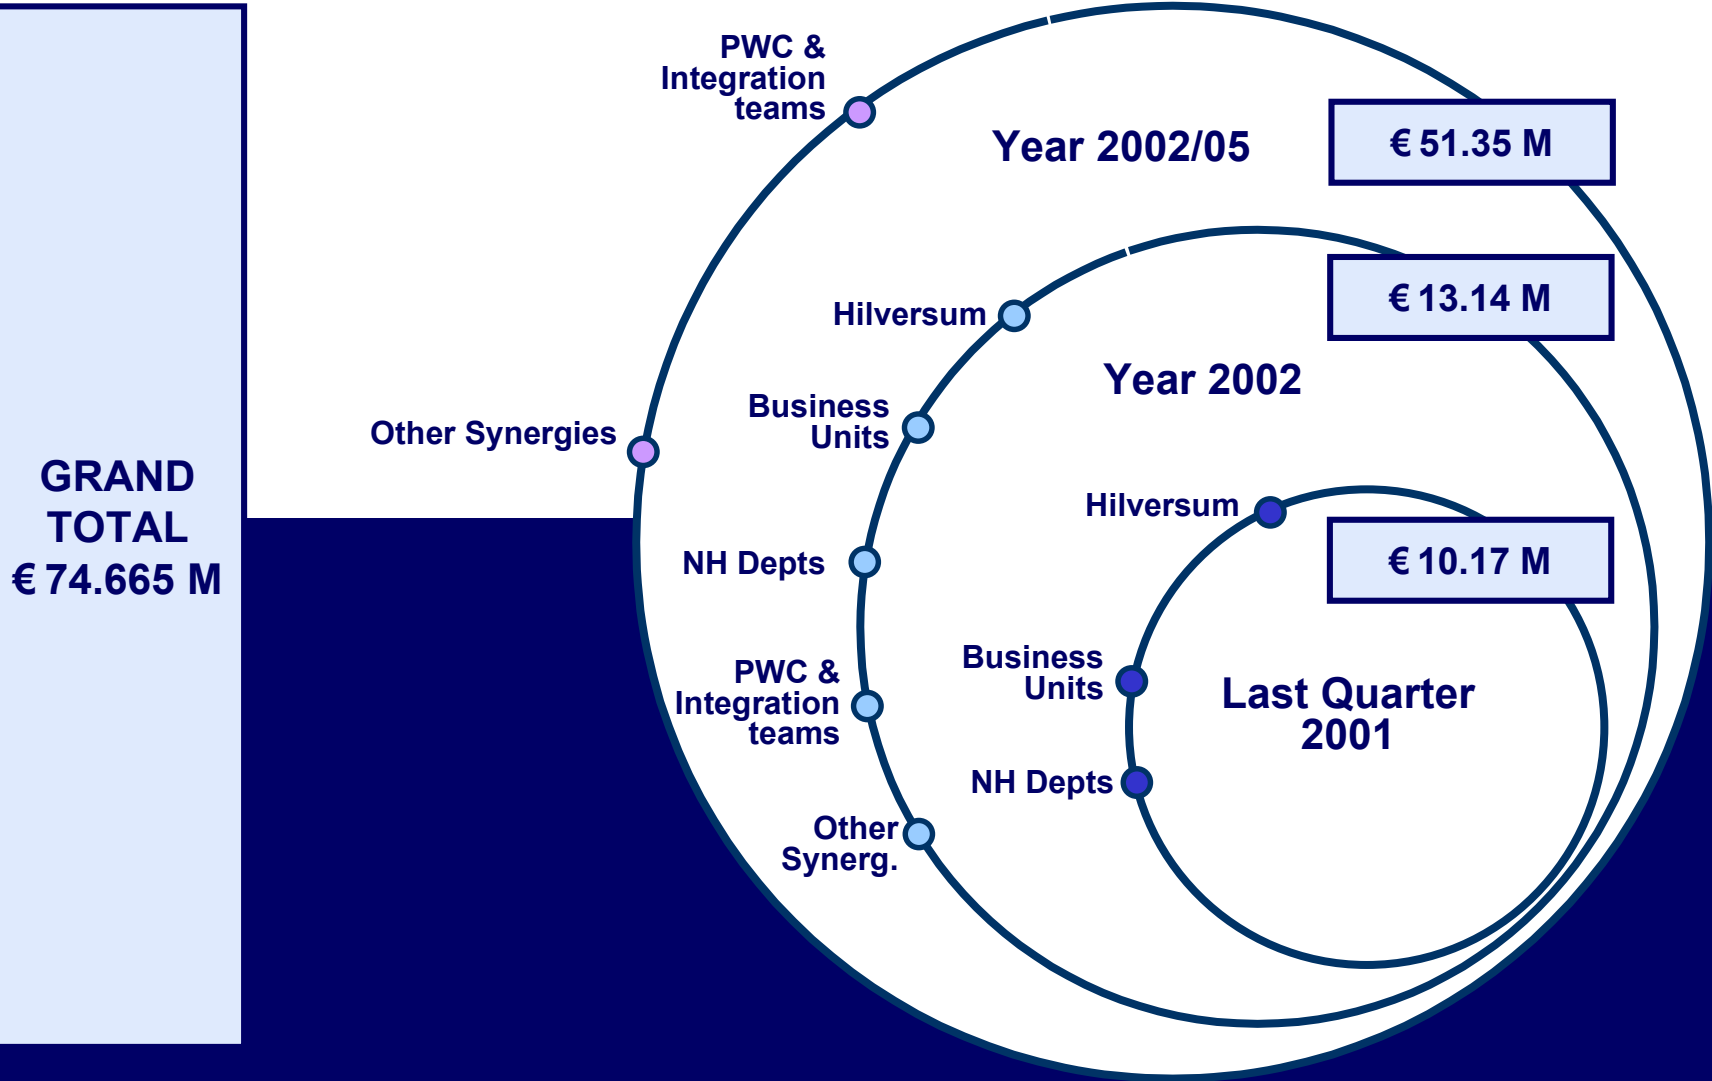 GRAND
TOTAL
€ 74.665 M
PWC &
Integration
teams
Other Synergies
Year 2002/05
€ 51.35 M
Hilversum
Business
Units
NH Depts
PWC &
Integration
teams
Other
Synerg.
Year 2002
€ 13.14 M
Hilversum
Business
Units
NH Depts
Last Quarter
2001
€ 10.17 M